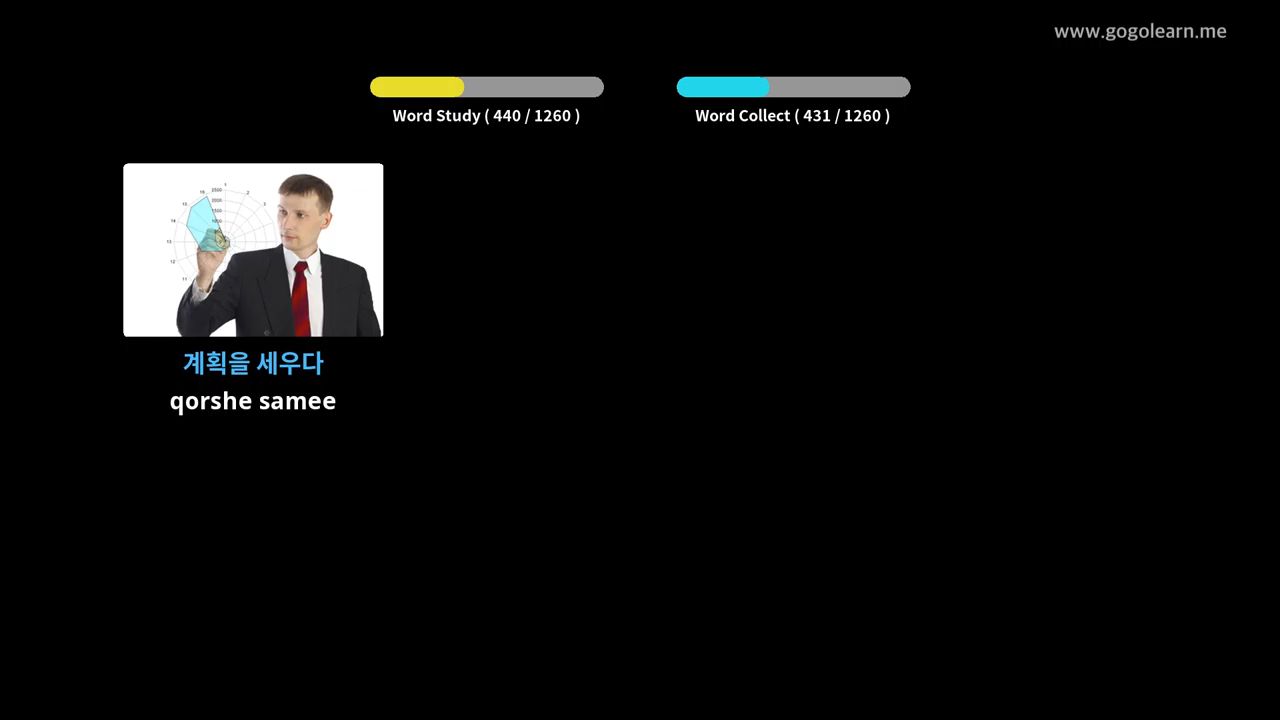 www.gogolearn.me
Word Study ( 440 / 1260 )
Word Collect ( 431 / 1260 )
계획을 세우다
qorshe samee